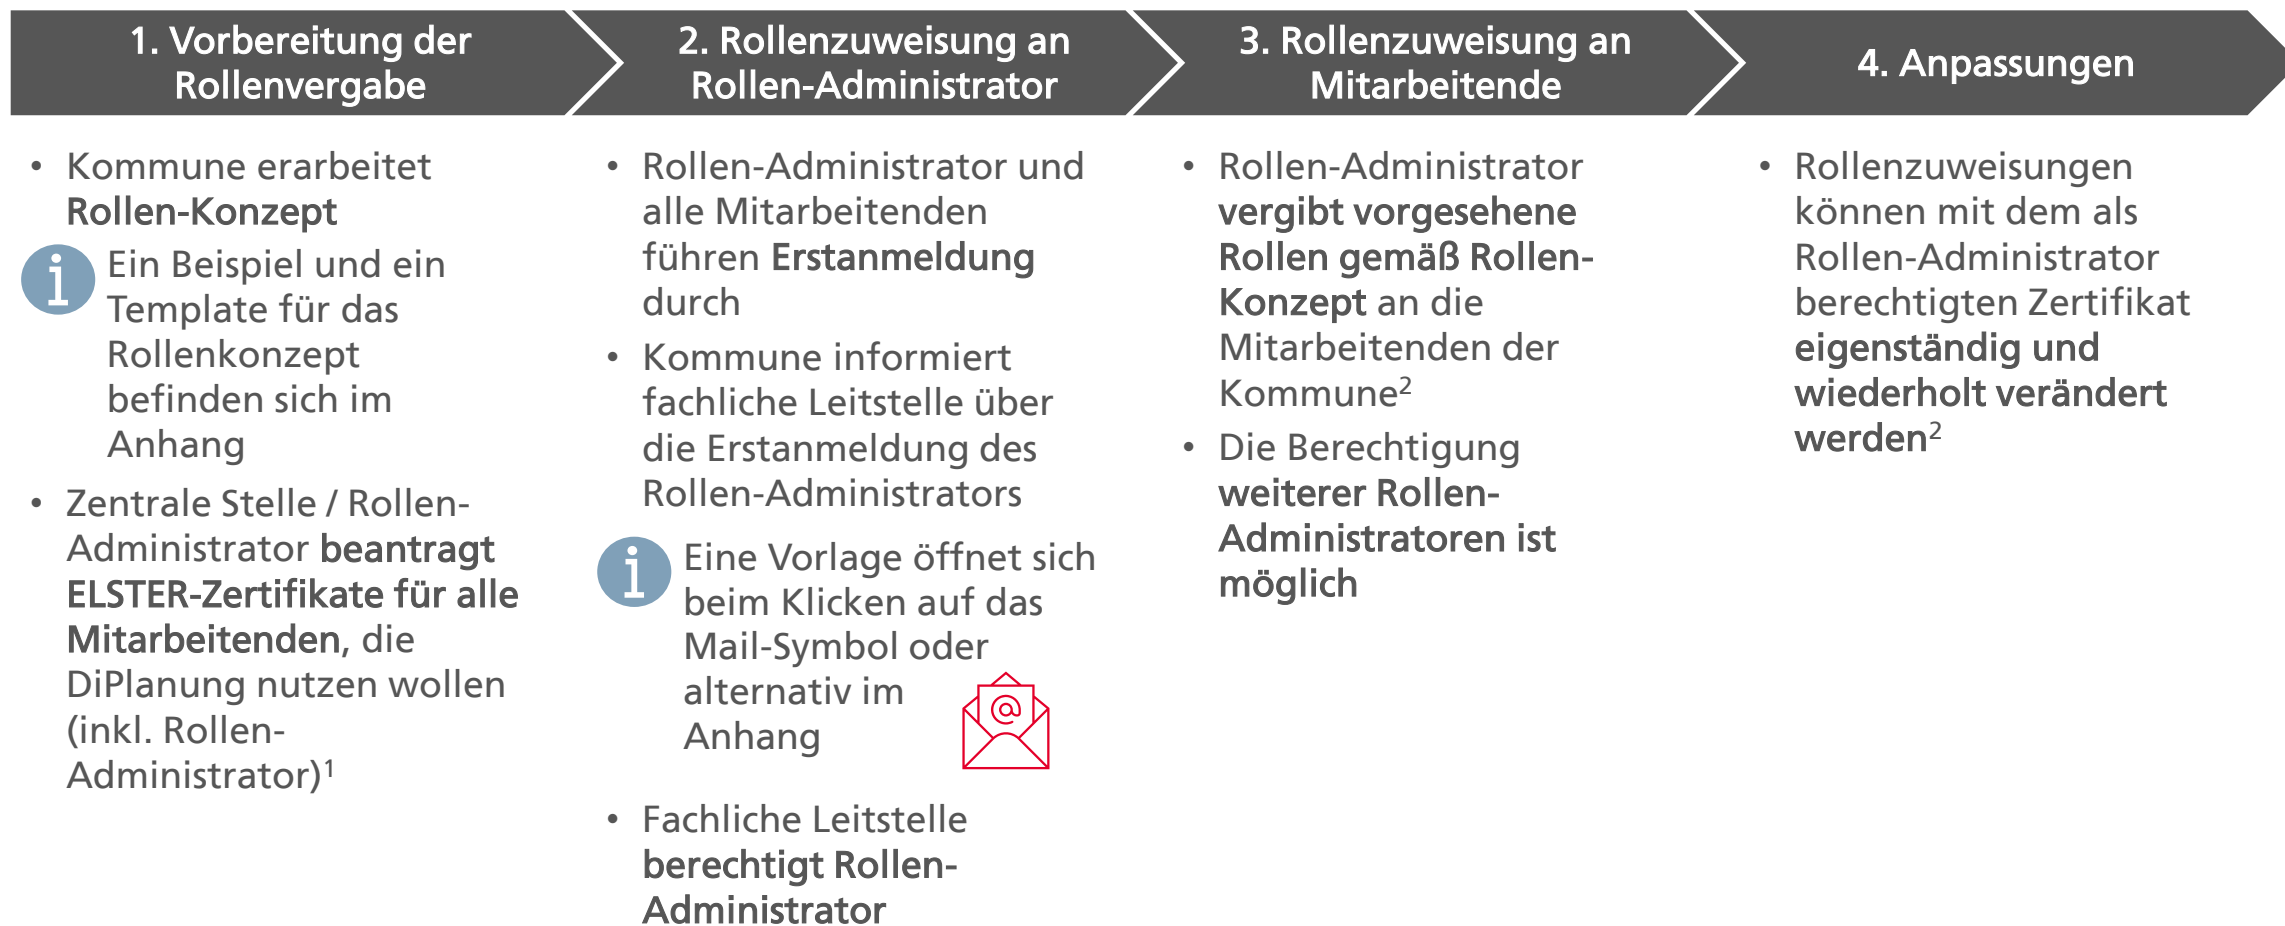 1. Vorbereitung der
Rollenvergabe
2. Rollenzuweisung an
Rollen-Administrator
3. Rollenzuweisung an
Mitarbeitende
4. Anpassungen
• Kommune erarbeitet
Rollen-Konzept
i Ein Beispiel und ein
Template für das
Rollenkonzept
befinden sich im
Anhang
• Zentrale Stelle / Rollen-
Administrator beantragt
ELSTER-Zertifikate für alle
Mitarbeitenden, die
DiPlanung nutzen wollen
(inkl. Rollen-
Administrator)¹
• Rollen-Administrator und
alle Mitarbeitenden
führen Erstanmeldung
durch
• Kommune informiert
fachliche Leitstelle über
die Erstanmeldung des
Rollen-Administrators
i Eine Vorlage öffnet sich
beim Klicken auf das
Mail-Symbol oder
alternativ im
Anhang
@
• Fachliche Leitstelle
berechtigt Rollen-
Administrator
• Rollen-Administrator
vergibt vorgesehene
Rollen gemäß Rollen-
Konzept an die
Mitarbeitenden der
Kommune²
• Die Berechtigung
weiterer Rollen-
Administratoren ist
möglich
• Rollenzuweisungen
können mit dem als
Rollen-Administrator
berechtigten Zertifikat
eigenständig und
wiederholt verändert
werden²